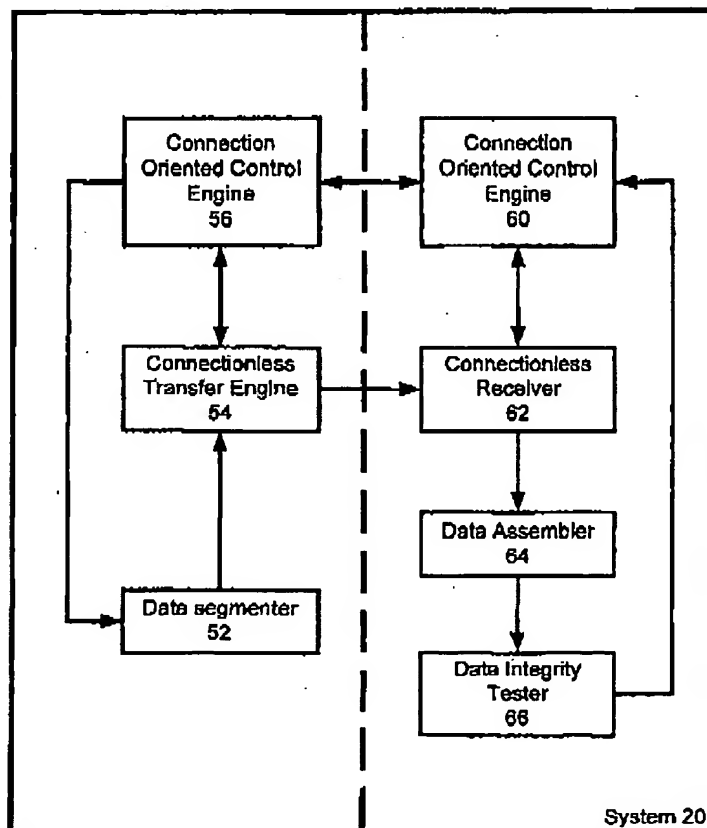 Connection
Oriented Control
Engine
56
Connection
Oriented Control
Engine
60
Connectionless
Transfer Engine
54
Connectionless
Receiver
62
Data Assembler
64
Data segmenter
52
Data Integrity
Tester
66
System 20